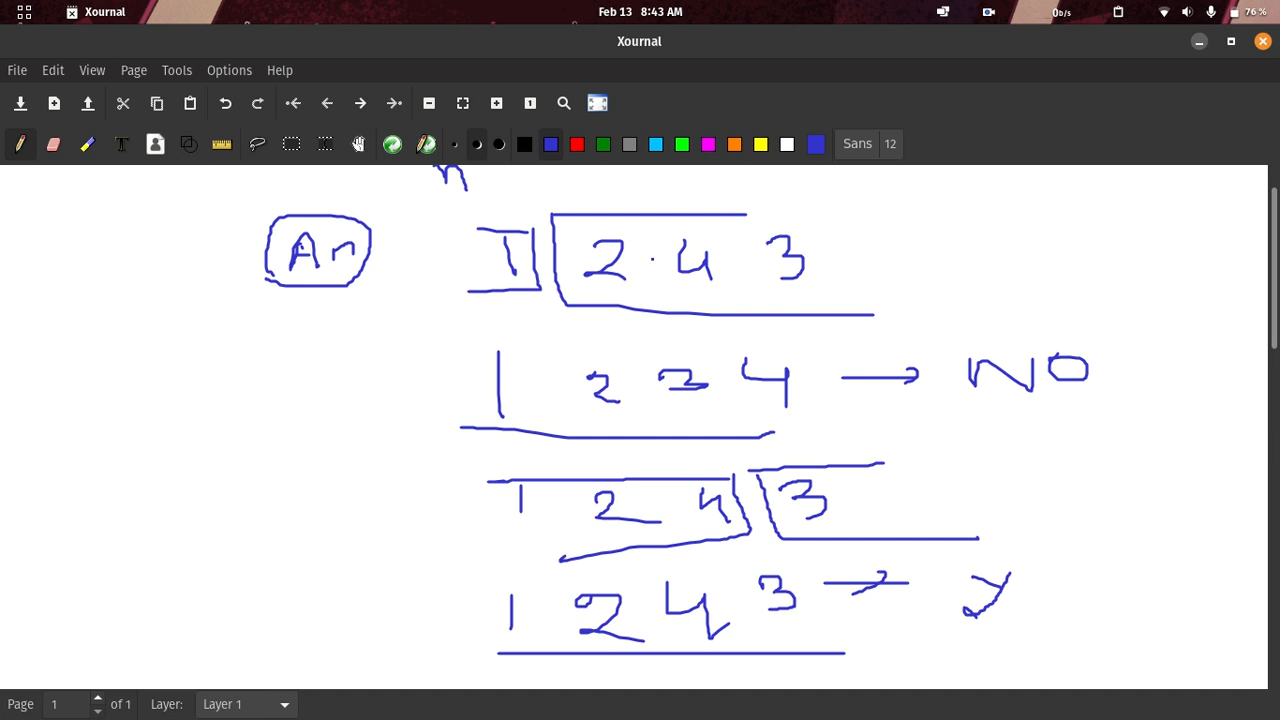 Xournal
Feb 13 8:43 AM
0b/s
76 %
Xournal
File Edit View Page Tools Options Help
Sans 12
n
An 1 2 . 4 3
1 2 3 4 → NO
1 2 4 3
1 2 4 3 → y
Page 1 of 1 Layer: Layer 1